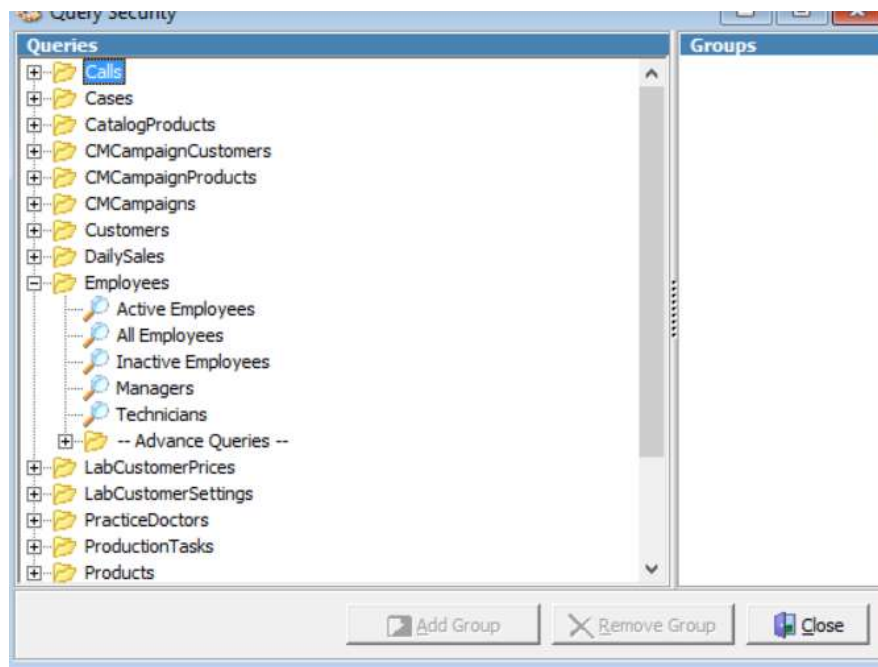 Query Security
Queries
Groups
Calls
Cases
CatalogProducts
CMCampaignCustomers
CMCampaignProducts
CMCampaigns
Customers
DailySales
Employees
Active Employees
All Employees
Inactive Employees
Managers
Technicians
-- Advance Queries --
LabCustomerPrices
LabCustomerSettings
PracticeDoctors
ProductionTasks
Products
Add Group
Remove Group
Close